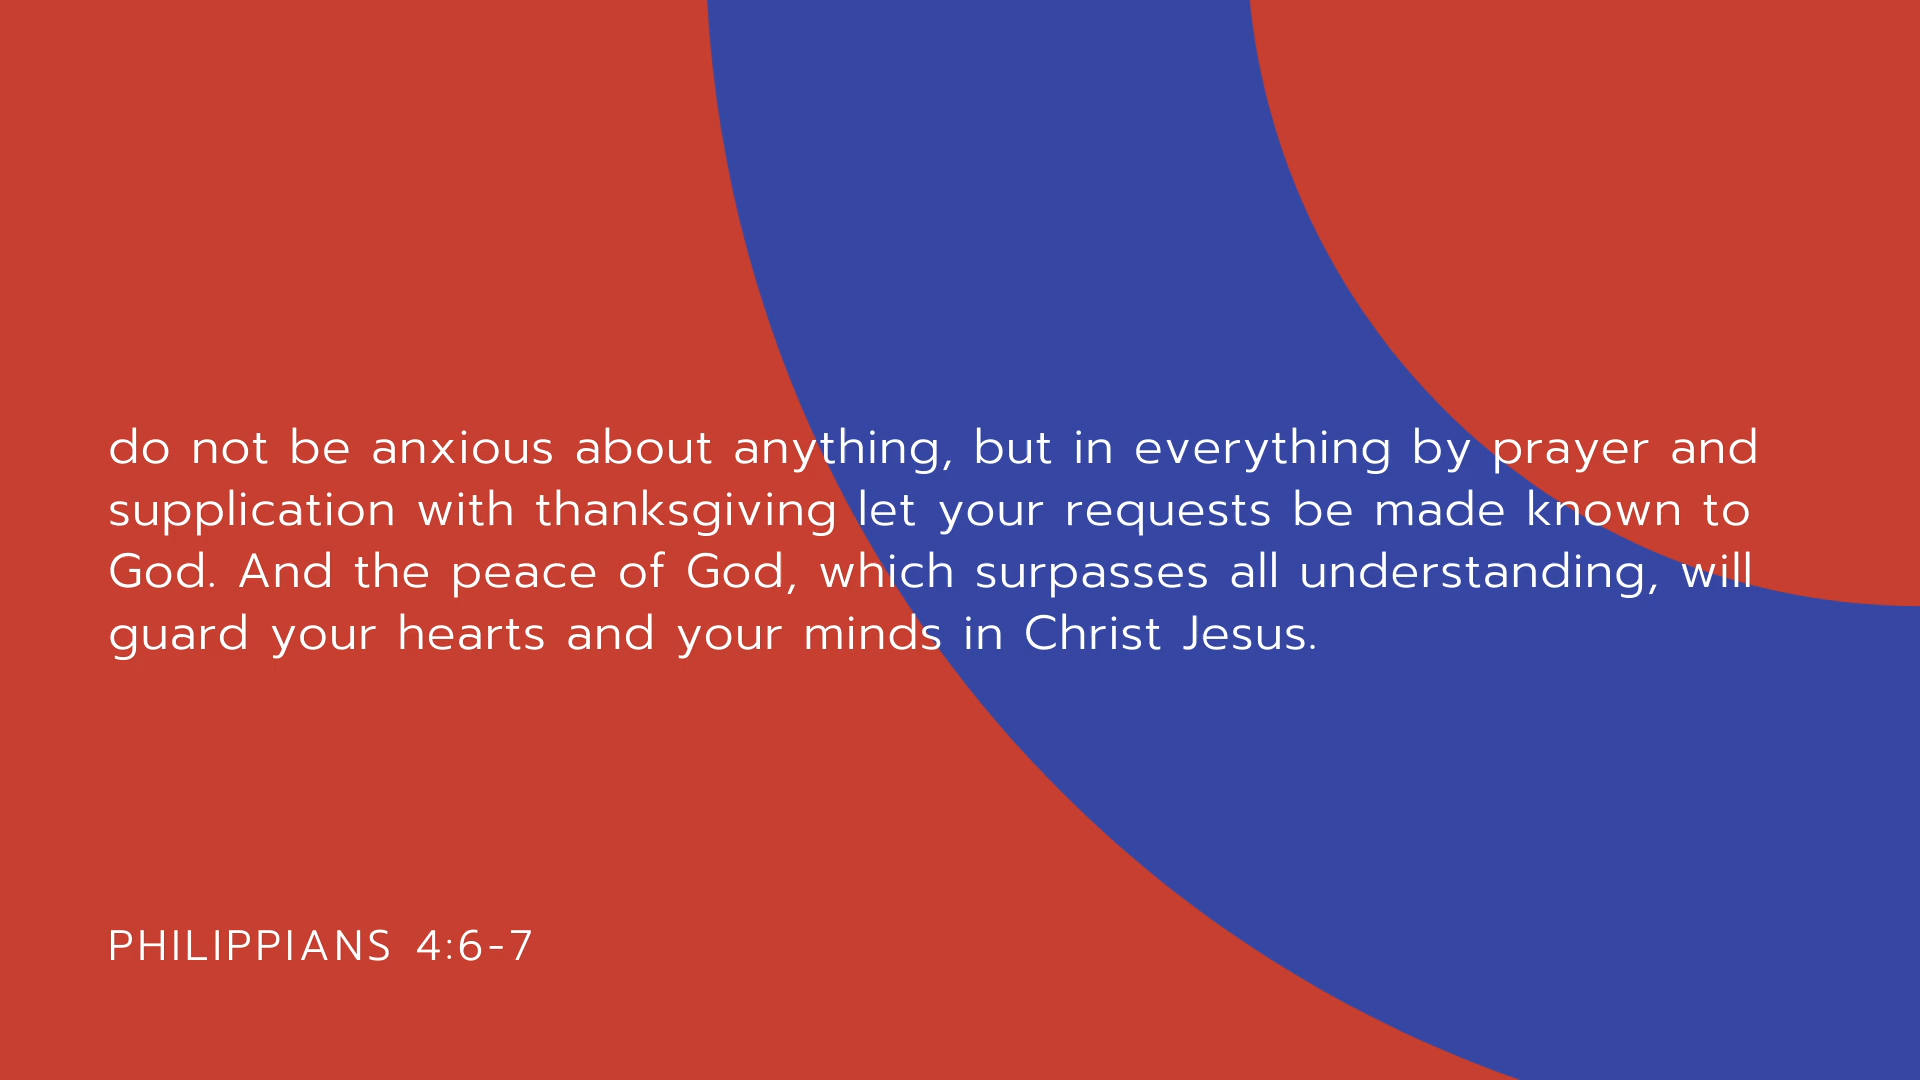 do not be anxious about anything, but in everything by prayer and
supplication with thanksgiving let your requests be made known to
God. And the peace of God, which surpasses all understanding, will
guard your hearts and your minds in Christ Jesus.
PHILIPPIANS 4:6-7